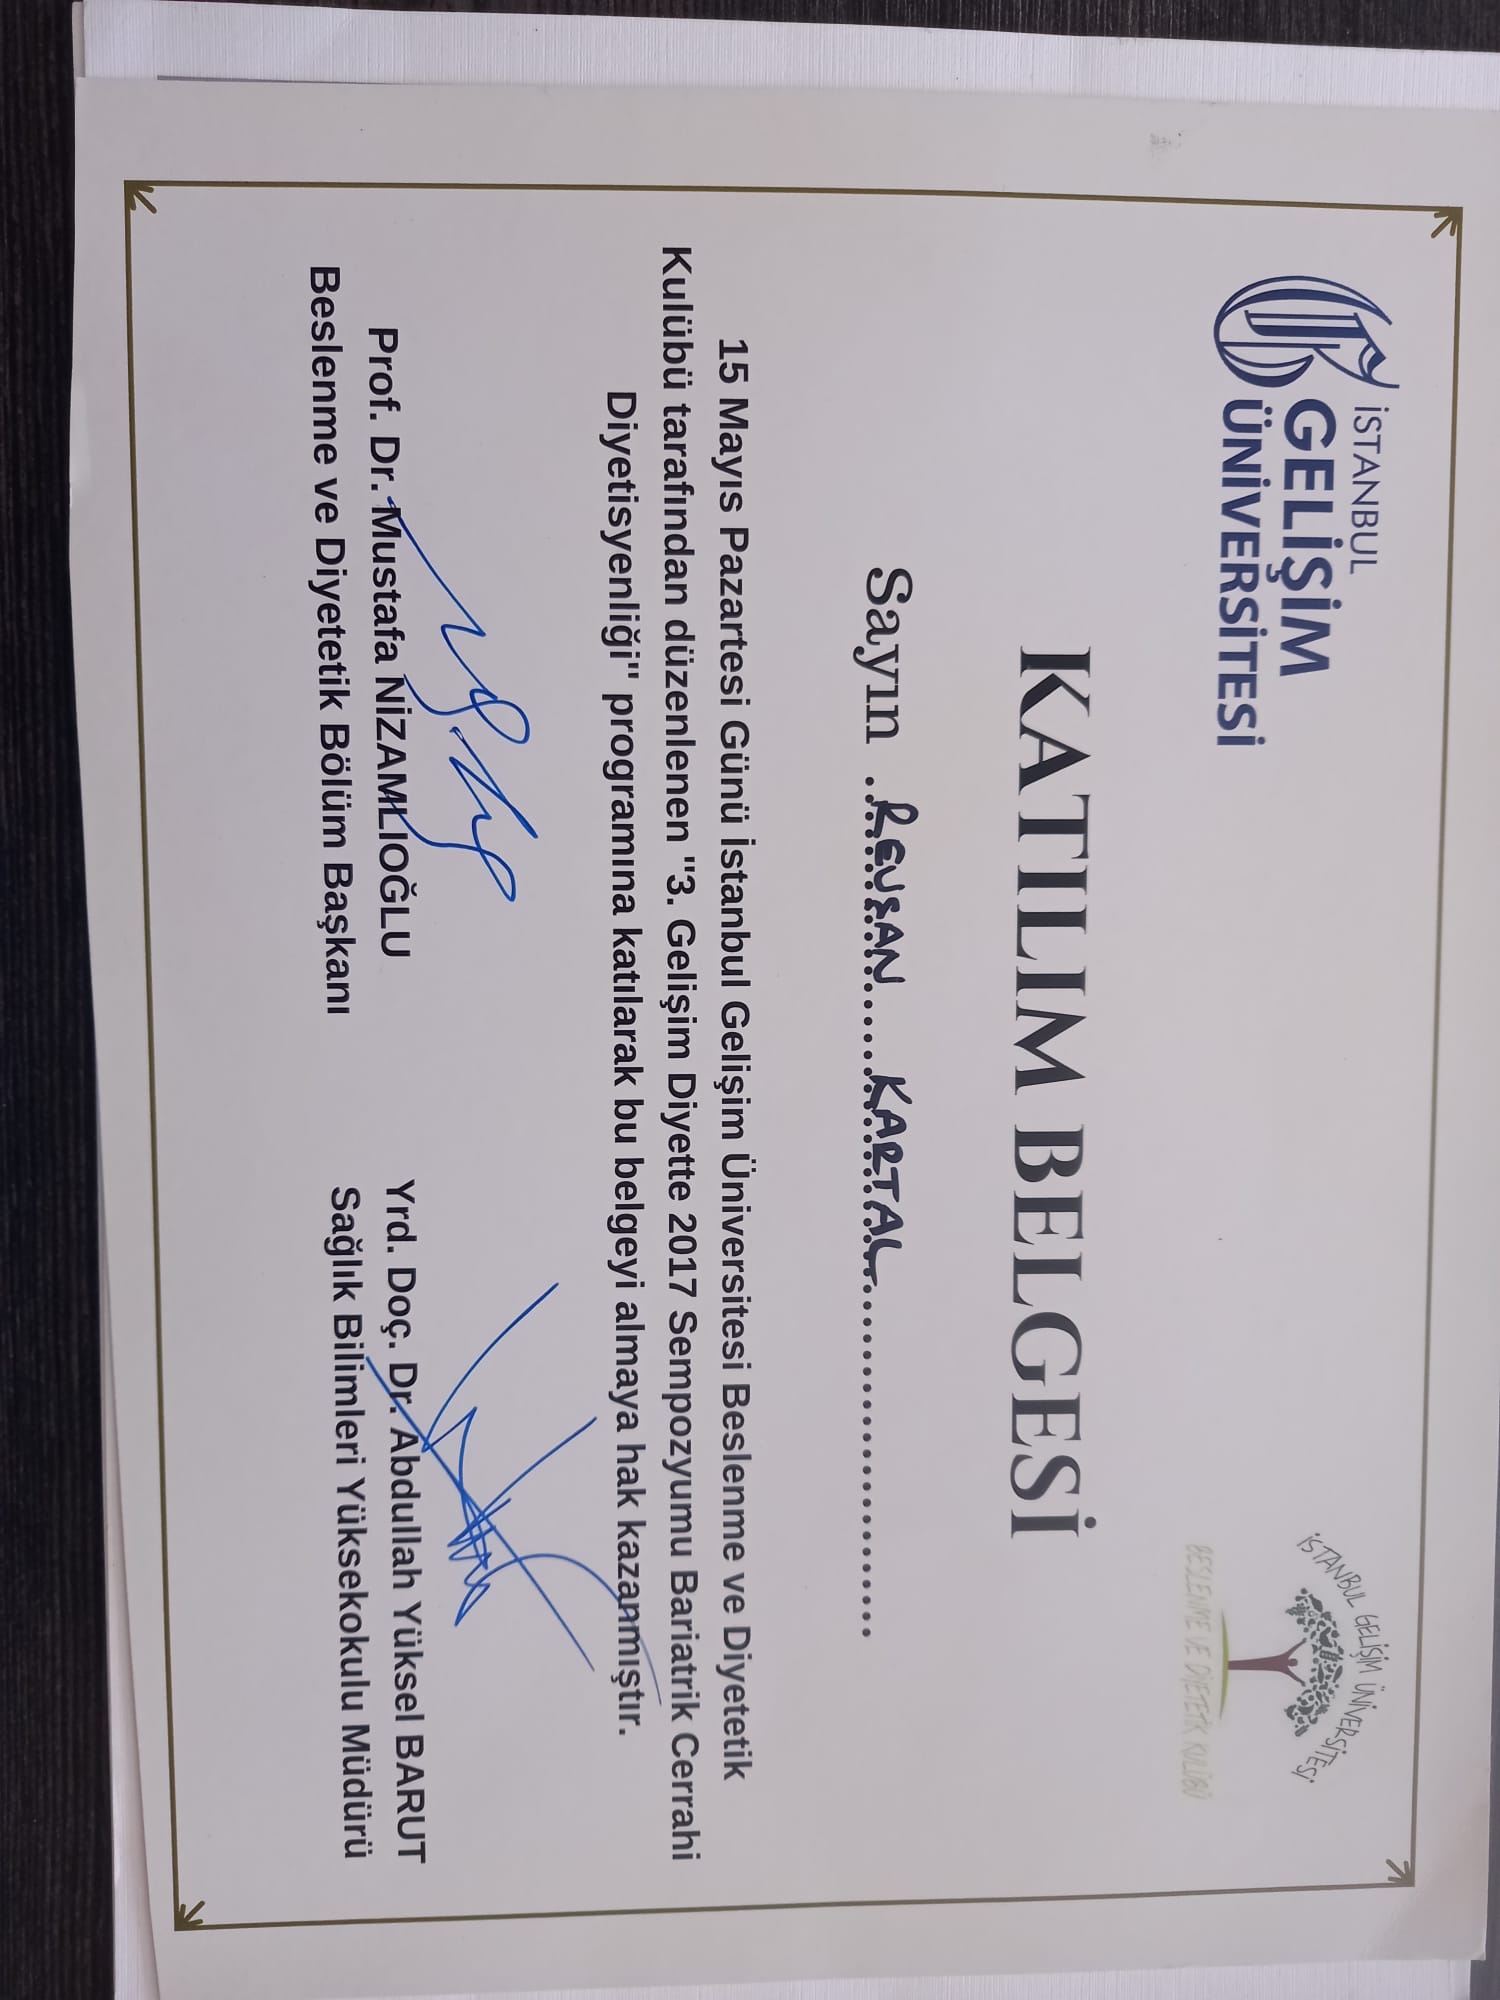 İSTANBUL
GELİŞİM
ÜNİVERSİTESİ
İSTANBUL GELİŞİM ÜNİVERSİTESİ
BESLENME VE DİETETİK KULÜBÜ
KATILIM BELGESİ
Sayın ..REVŞAN......KARTAL....................
15 Mayıs Pazartesi Günü İstanbul Gelişim Üniversitesi Beslenme ve Diyetetik
Kulübü tarafından düzenlenen "3. Gelişim Diyette 2017 Sempozyumu Bariatrik Cerrahi
Diyetisyenliği" programına katılarak bu belgeyi almaya hak kazanmıştır.
Prof. Dr. Mustafa NİZAMLIOĞLU
Beslenme ve Diyetetik Bölüm Başkanı
Yrd. Doç. Dr. Abdullah Yüksel BARUT
Sağlık Bilimleri Yüksekokulu Müdürü